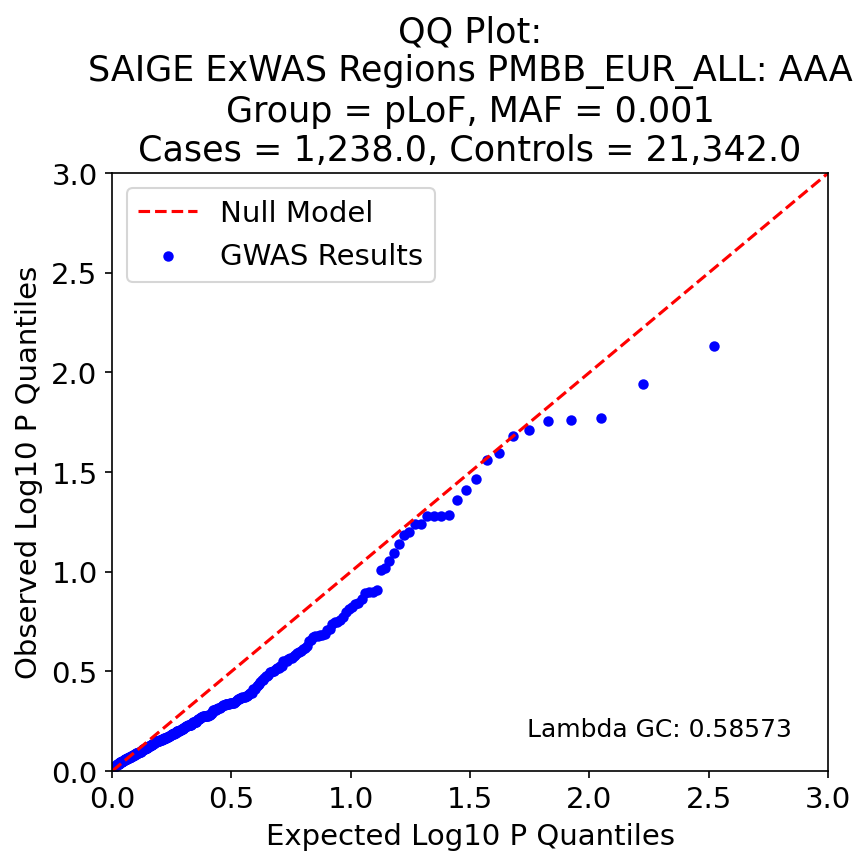 QQ Plot:
SAIGE ExWAS Regions PMBB_EUR_ALL: AAA
Group = pLoF, MAF = 0.001
Cases = 1,238.0, Controls = 21,342.0
Null Model
GWAS Results
Observed Log10 P Quantiles
3.0
2.5
2.0
1.5
1.0
0.5
0.0
Lambda GC: 0.58573
0.0 0.5 1.0 1.5 2.0 2.5 3.0
Expected Log10 P Quantiles